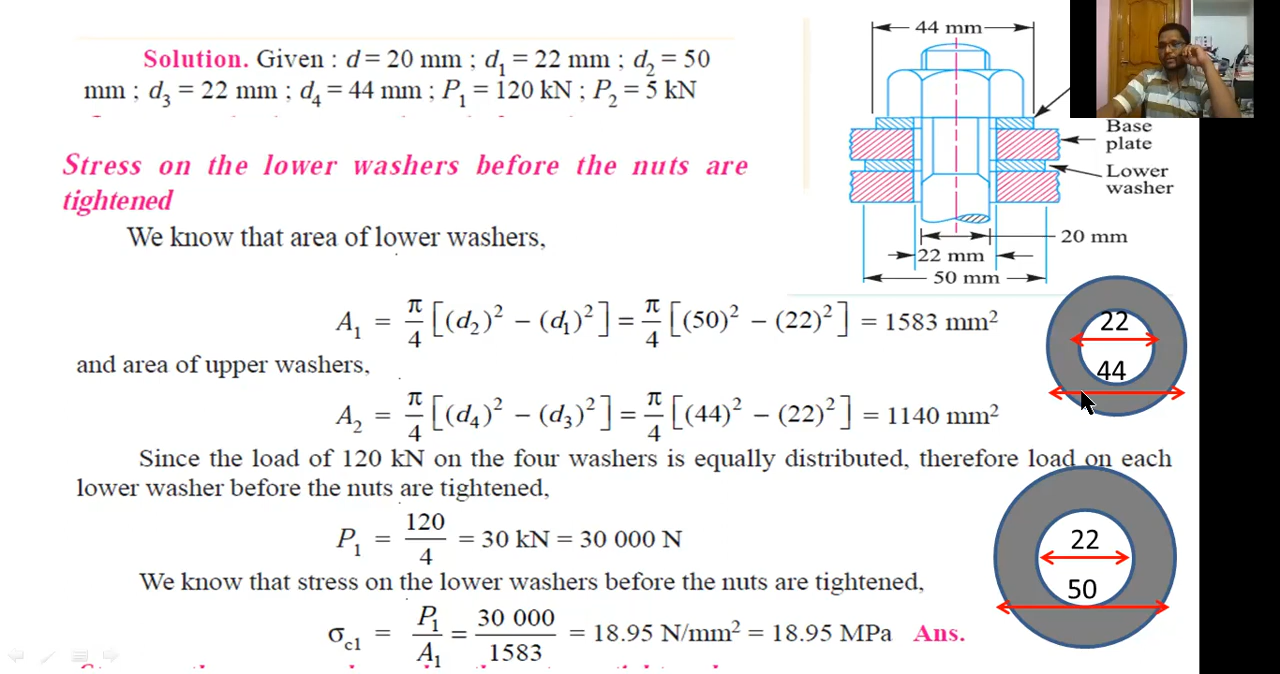 Solution. Given : d = 20 mm ; d₁ = 22 mm ; d₂ = 50
mm ; d₃ = 22 mm ; d₄ = 44 mm ; P₁ = 120 kN ; P₂ = 5 kN
Stress on the lower washers before the nuts are
tightened
We know that area of lower washers,
A₁ = π/4 [(d₂)² – (d₁)²] = π/4 [(50)² – (22)²] = 1583 mm²
and area of upper washers,
A₂ = π/4 [(d₄)² – (d₃)²] = π/4 [(44)² – (22)²] = 1140 mm²
Since the load of 120 kN on the four washers is equally distributed, therefore load on each
lower washer before the nuts are tightened,
P₁ = 120/4 = 30 kN = 30 000 N
We know that stress on the lower washers before the nuts are tightened,
σc1 = P₁/A₁ = 30 000/1583 = 18.95 N/mm² = 18.95 MPa Ans.
44 mm
Base
plate
Lower
washer
20 mm
22 mm
50 mm
22
44
22
50